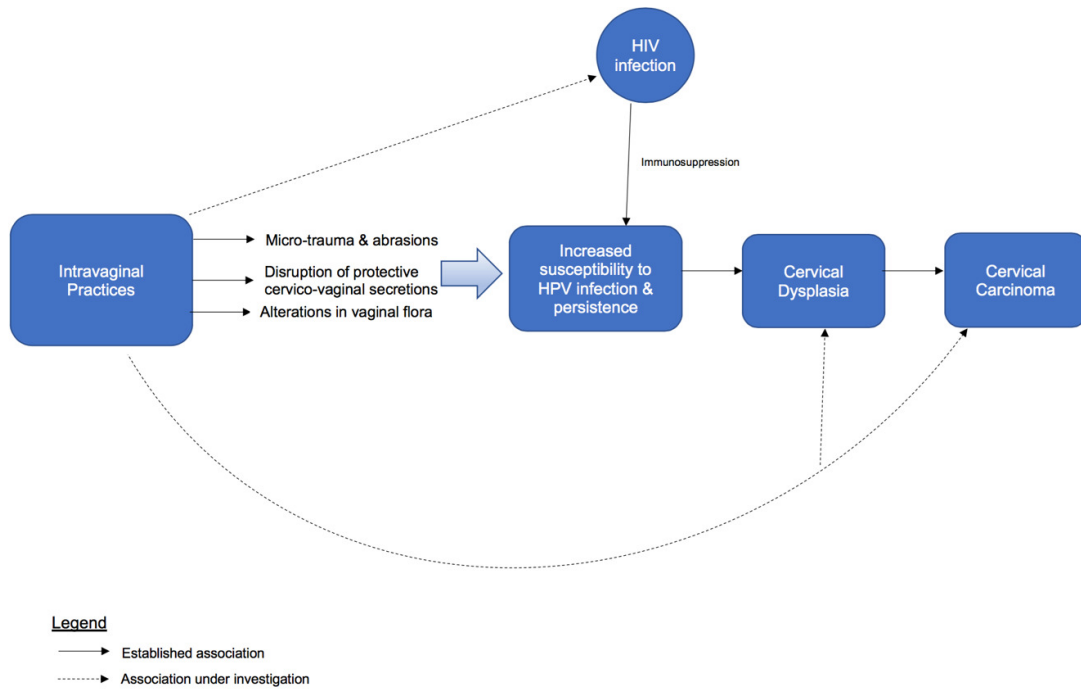 HIV
infection
Immunosuppression
Intravaginal
Practices
Micro-trauma & abrasions
Disruption of protective
cervico-vaginal secretions
Alterations in vaginal flora
Increased
susceptibility to
HPV infection &
persistence
Cervical
Dysplasia
Cervical
Carcinoma
Legend
Established association
Association under investigation